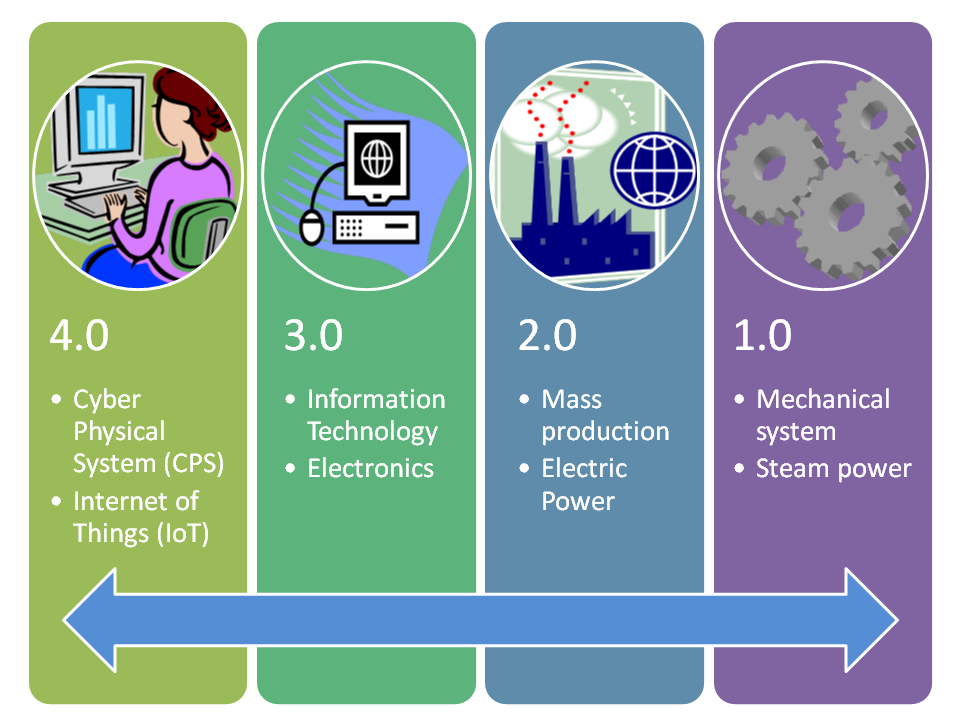 4.0
• Cyber
Physical
System (CPS)
• Internet of
Things (IoT)
3.0
• Information
Technology
• Electronics
2.0
• Mass
production
• Electric
Power
1.0
• Mechanical
system
• Steam power